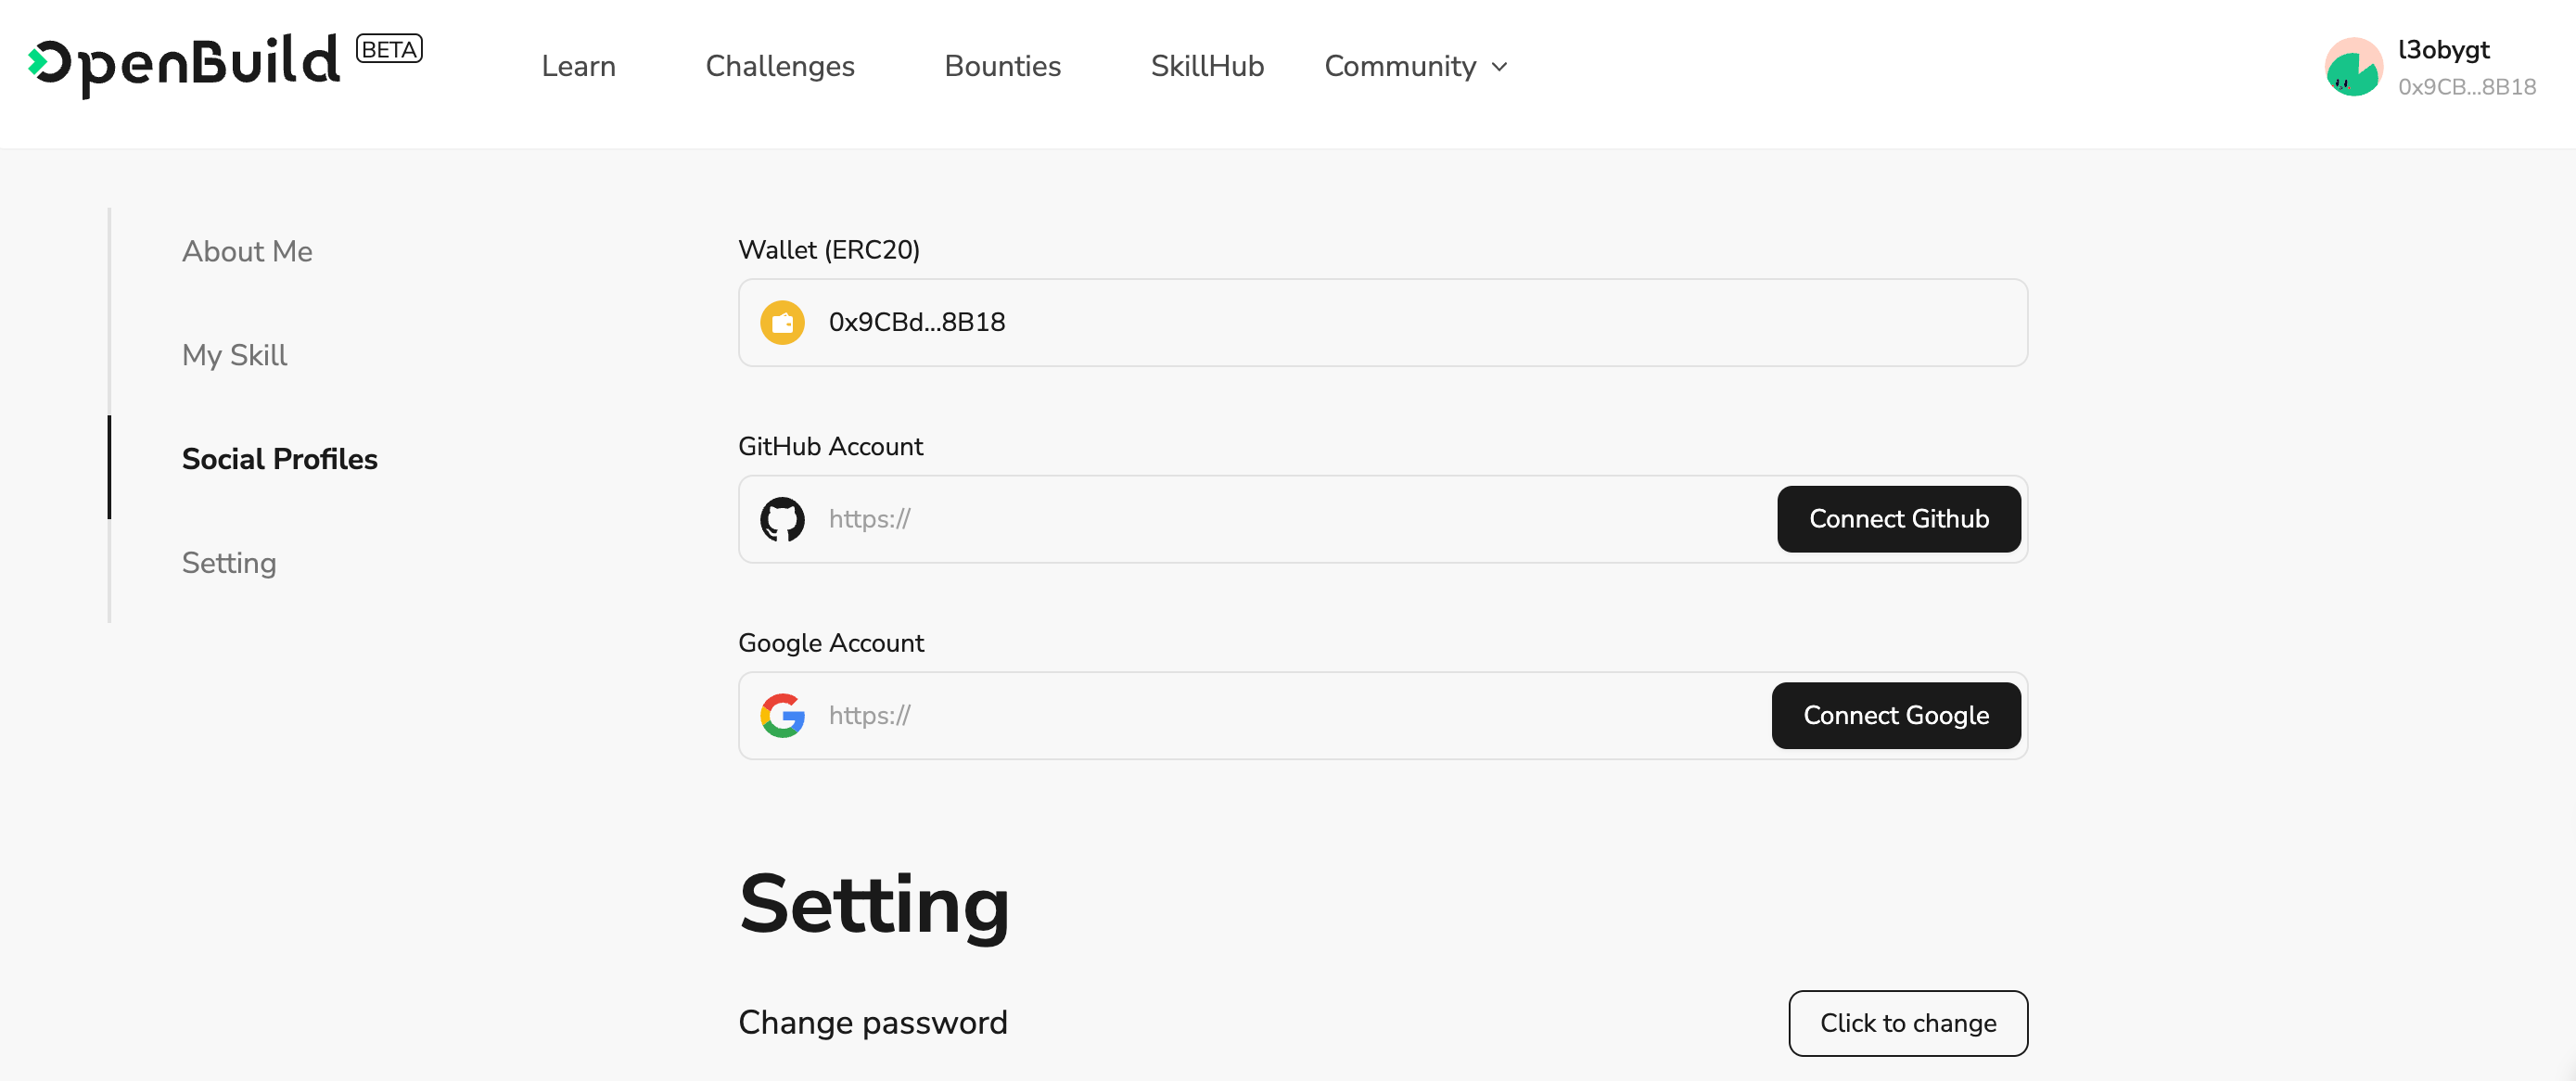 OpenBuild BETA
Learn
Challenges
Bounties
SkillHub
Community
l3obygt
0x9CB...8B18
About Me
My Skill
Social Profiles
Setting
Wallet (ERC20)
0x9CBd...8B18
GitHub Account
https://
Connect Github
Google Account
https://
Connect Google
Setting
Change password
Click to change